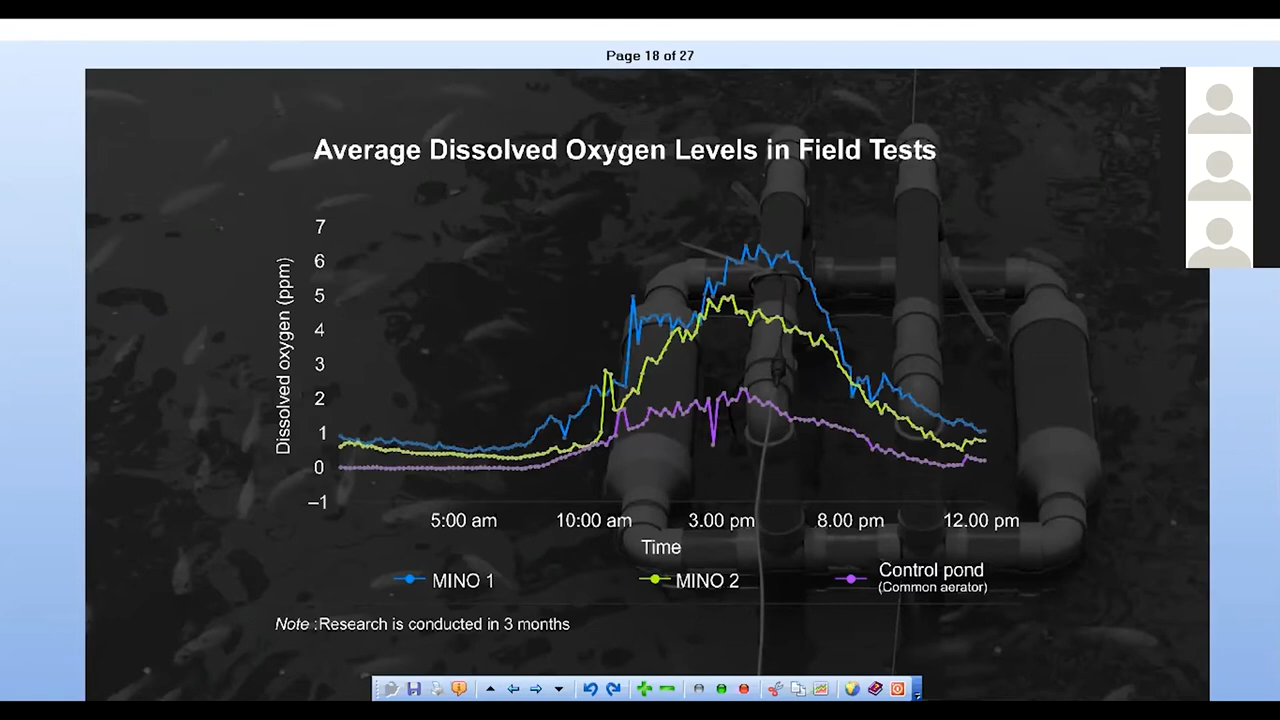 Page 18 of 27
Average Dissolved Oxygen Levels in Field Tests
Dissolved oxygen (ppm)
7
6
5
4
3
2
1
0
–1
5:00 am 10:00 am 3.00 pm 8.00 pm 12.00 pm
Time
MINO 1 MINO 2 Control pond
(Common aerator)
Note :Research is conducted in 3 months